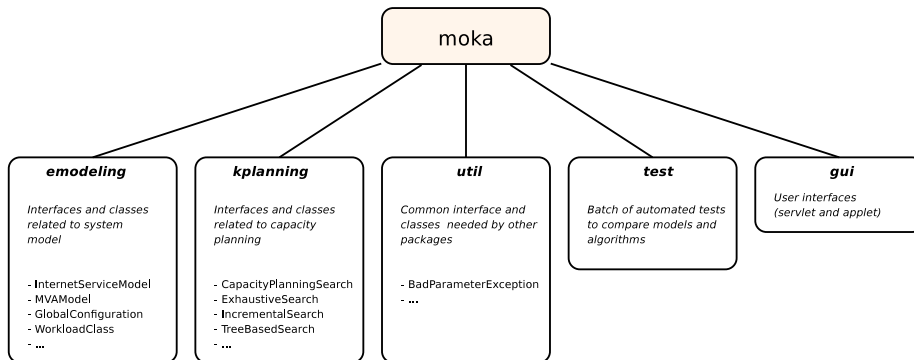 moka
emodeling
Interfaces and classes
related to system
model
- InternetServiceModel
- MVAModel
- GlobalConfiguration
- WorkloadClass
- ...
kplanning
Interfaces and classes
related to capacity
planning
- CapacityPlanningSearch
- ExhaustiveSearch
- IncrementalSearch
- TreeBasedSearch
- ...
util
Common interface and
classes  needed by other
packages
- BadParameterException
- ...
test
Batch of automated tests
to compare models and
algorithms
gui
User interfaces
(servlet and applet)